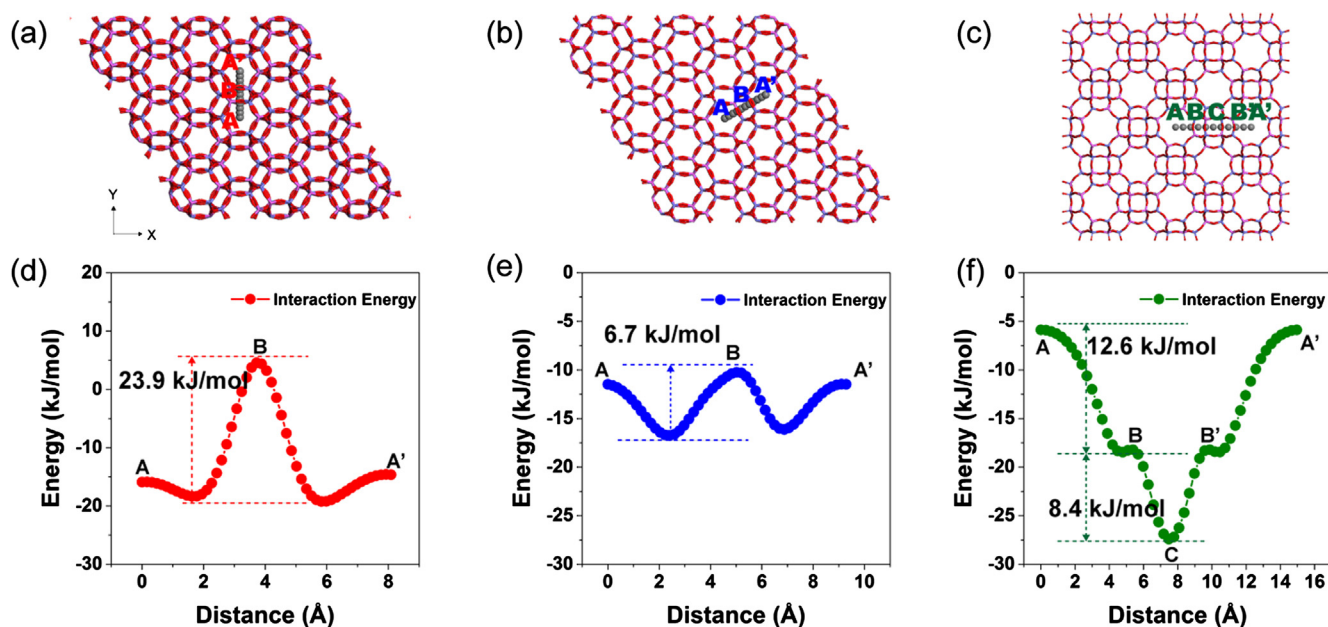 (a)
A'
B
A
Y
X
(b)
A B A'
(c)
ABC B'A'
(d)
Interaction Energy
23.9 kJ/mol
A
B
A'
Energy (kJ/mol)
20
10
0
-10
-20
-30
0 2 4 6 8
Distance (Å)
(e)
Interaction Energy
6.7 kJ/mol
A
B
A'
Energy (kJ/mol)
0
-5
-10
-15
-20
-25
-30
0 2 4 6 8 10
Distance (Å)
(f)
Interaction Energy
12.6 kJ/mol
8.4 kJ/mol
A
B
C
B'
A'
Energy (kJ/mol)
0
-5
-10
-15
-20
-25
-30
0 2 4 6 8 10 12 14 16
Distance (Å)